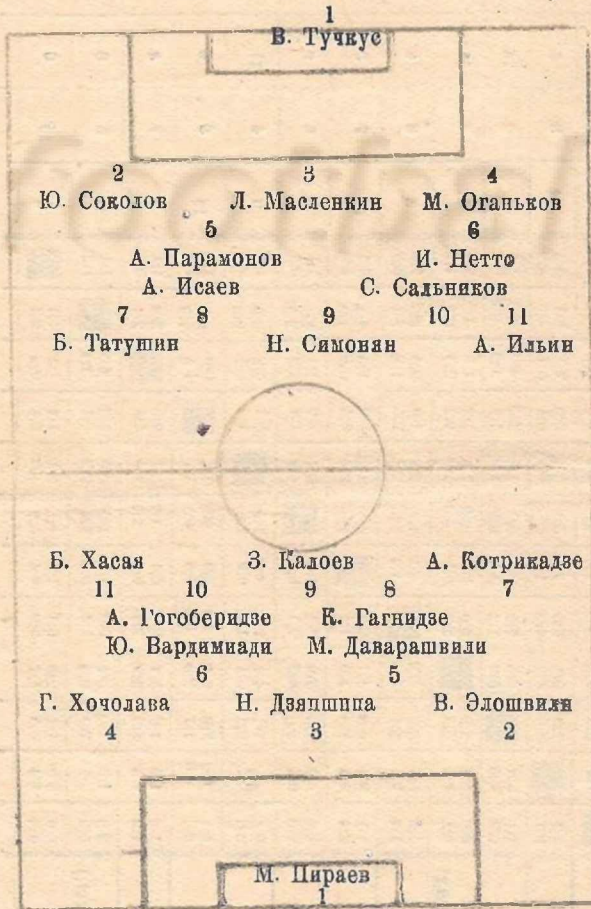 1
В. Тучкус
2 3 4
Ю. Соколов Л. Масленкин М. Огапьков
5 6
А. Парамонов И. Нетто
А. Исаев С. Сальников
7 8 9 10 11
Б. Татушин Н. Симонян А. Ильин
Б. Хасая З. Калоев А. Котрикадзе
11 10 9 8 7
А. Гогоберидзе К. Гагнидзе
Ю. Вардимиади М. Даварашвили
6 5
Г. Хочолава Н. Дзяпшипа В. Элошвили
4 3 2
М. Пираев
1